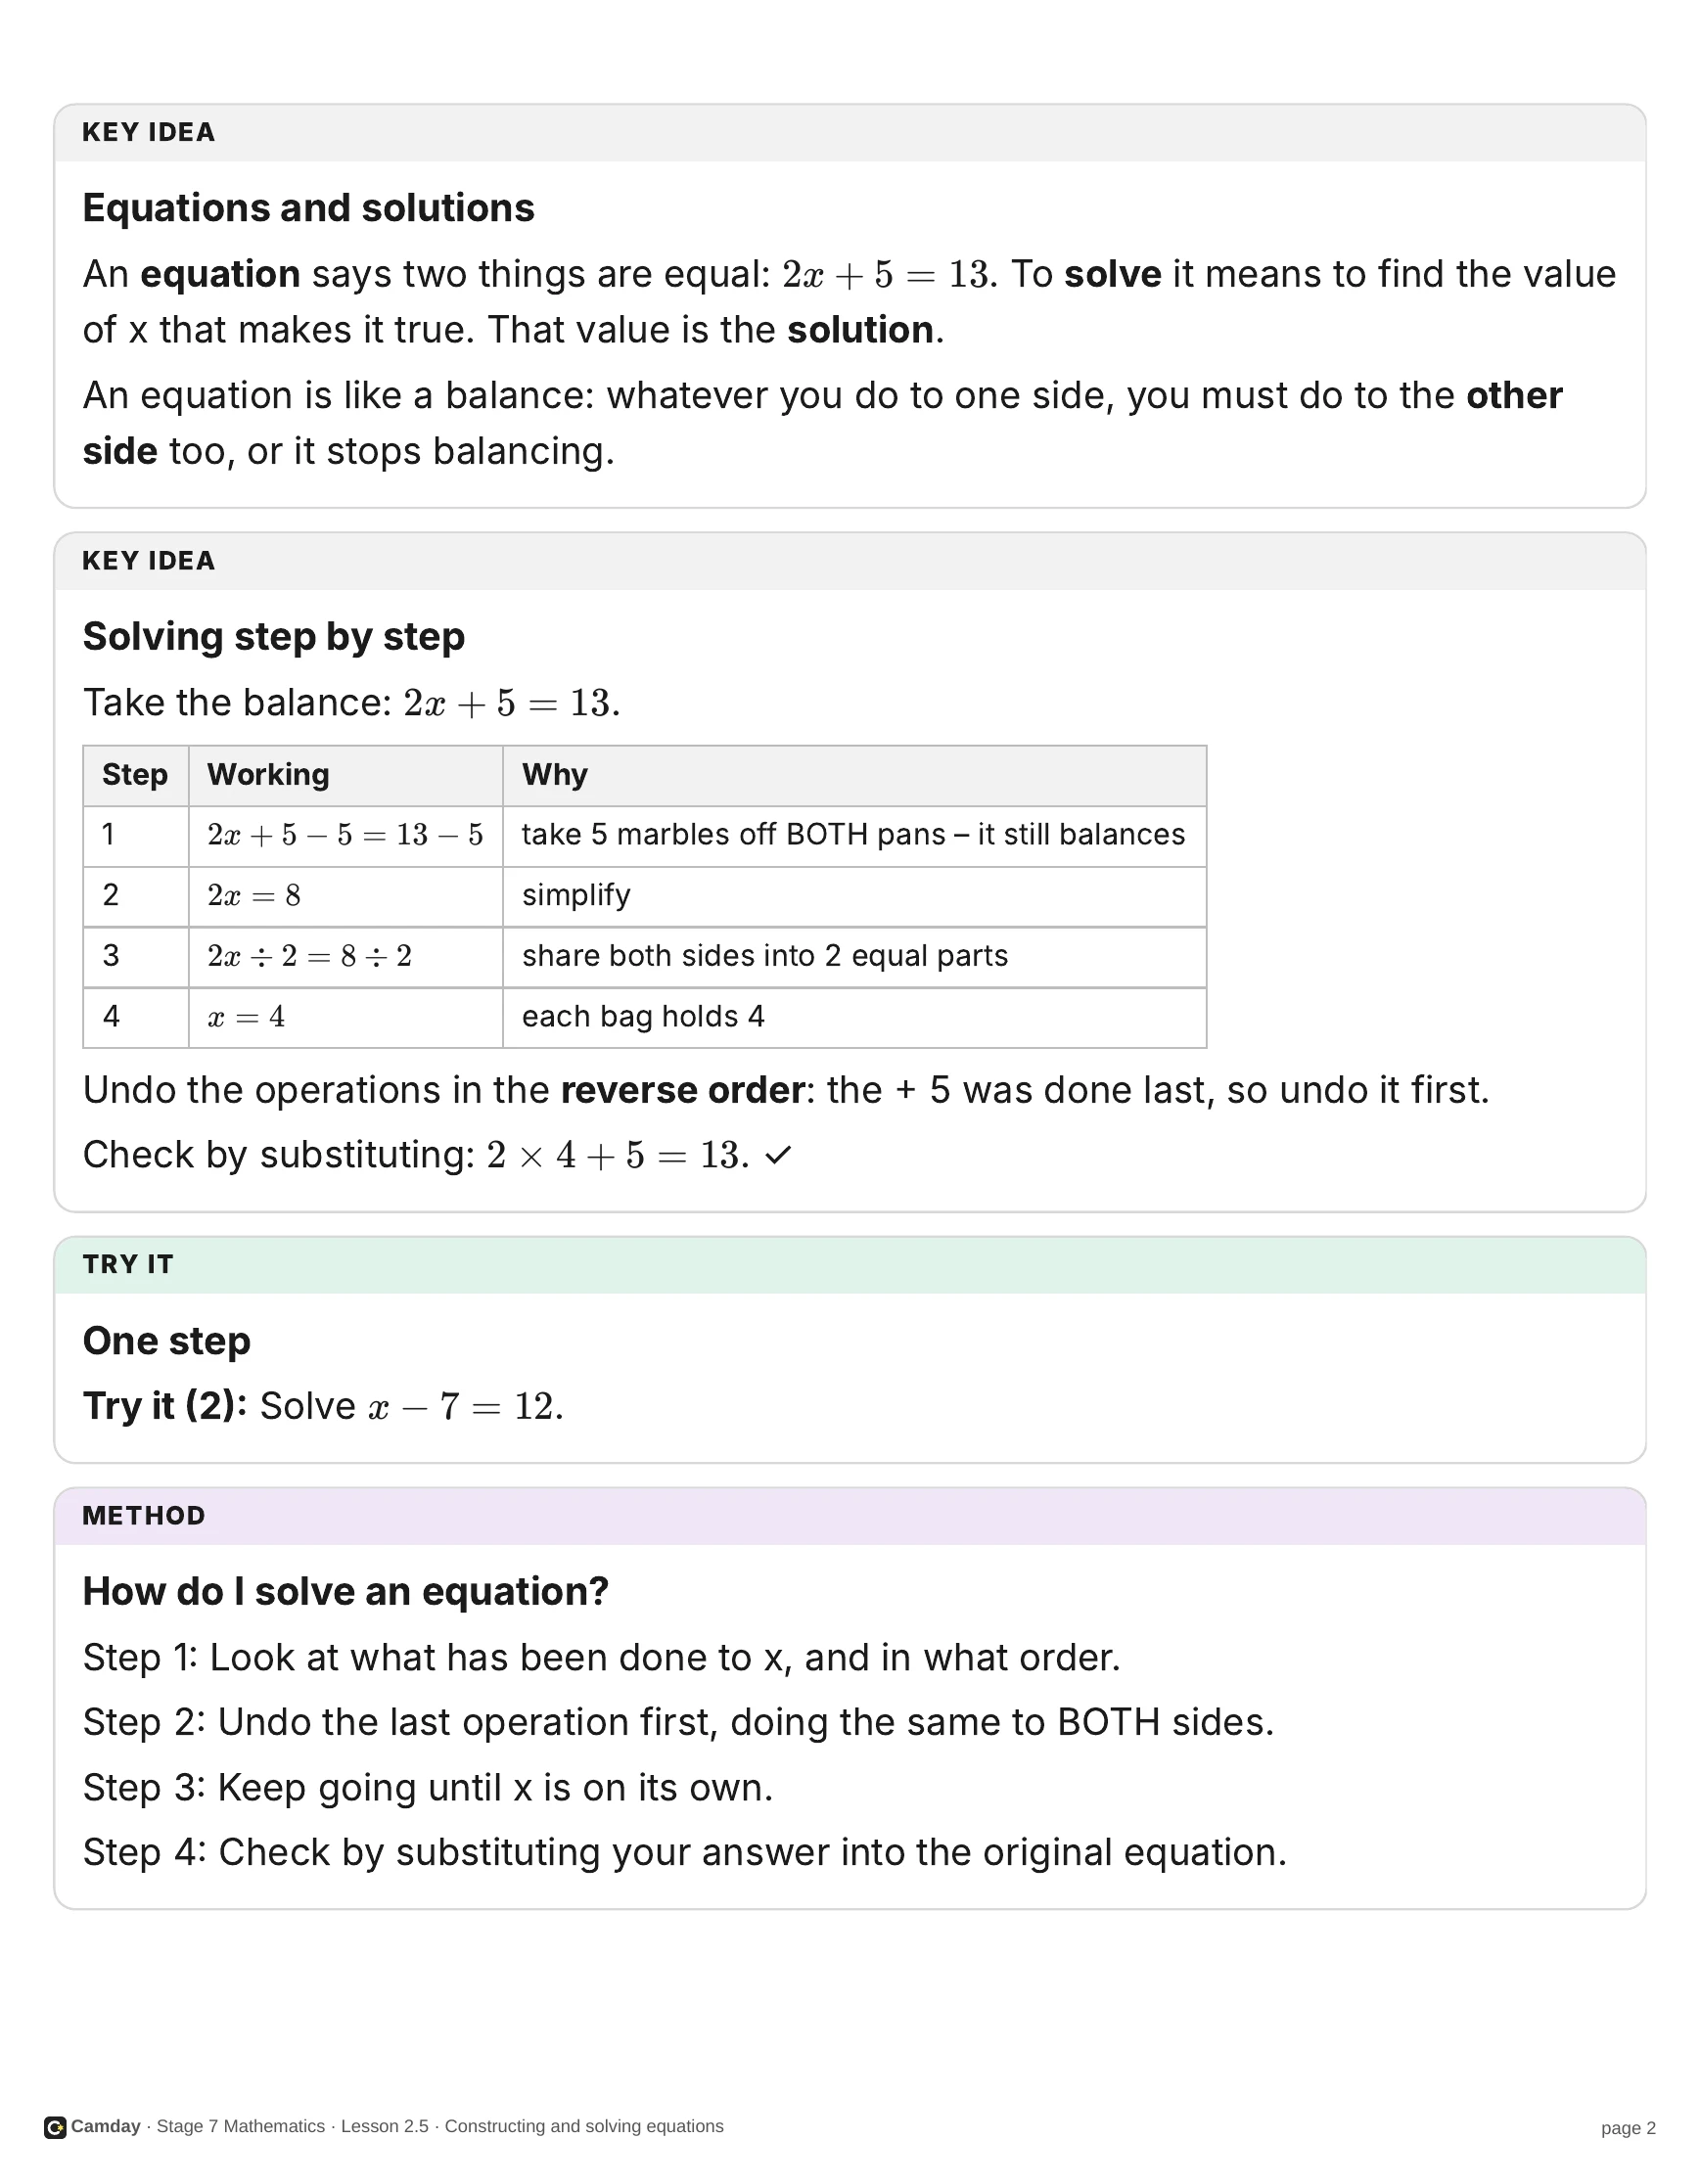 KEY IDEA
Equations and solutions
An equation says two things are equal: 2x + 5 = 13. To solve it means to find the value
of x that makes it true. That value is the solution.
An equation is like a balance: whatever you do to one side, you must do to the other
side too, or it stops balancing.
KEY IDEA
Solving step by step
Take the balance: 2x + 5 = 13.
Step Working Why
1 2x + 5 − 5 = 13 − 5 take 5 marbles off BOTH pans – it still balances
2 2x = 8 simplify
3 2x ÷ 2 = 8 ÷ 2 share both sides into 2 equal parts
4 x = 4 each bag holds 4
Undo the operations in the reverse order: the + 5 was done last, so undo it first.
Check by substituting: 2 × 4 + 5 = 13. ✓
TRY IT
One step
Try it (2): Solve x − 7 = 12.
METHOD
How do I solve an equation?
Step 1: Look at what has been done to x, and in what order.
Step 2: Undo the last operation first, doing the same to BOTH sides.
Step 3: Keep going until x is on its own.
Step 4: Check by substituting your answer into the original equation.
Camday · Stage 7 Mathematics · Lesson 2.5 · Constructing and solving equations page 2